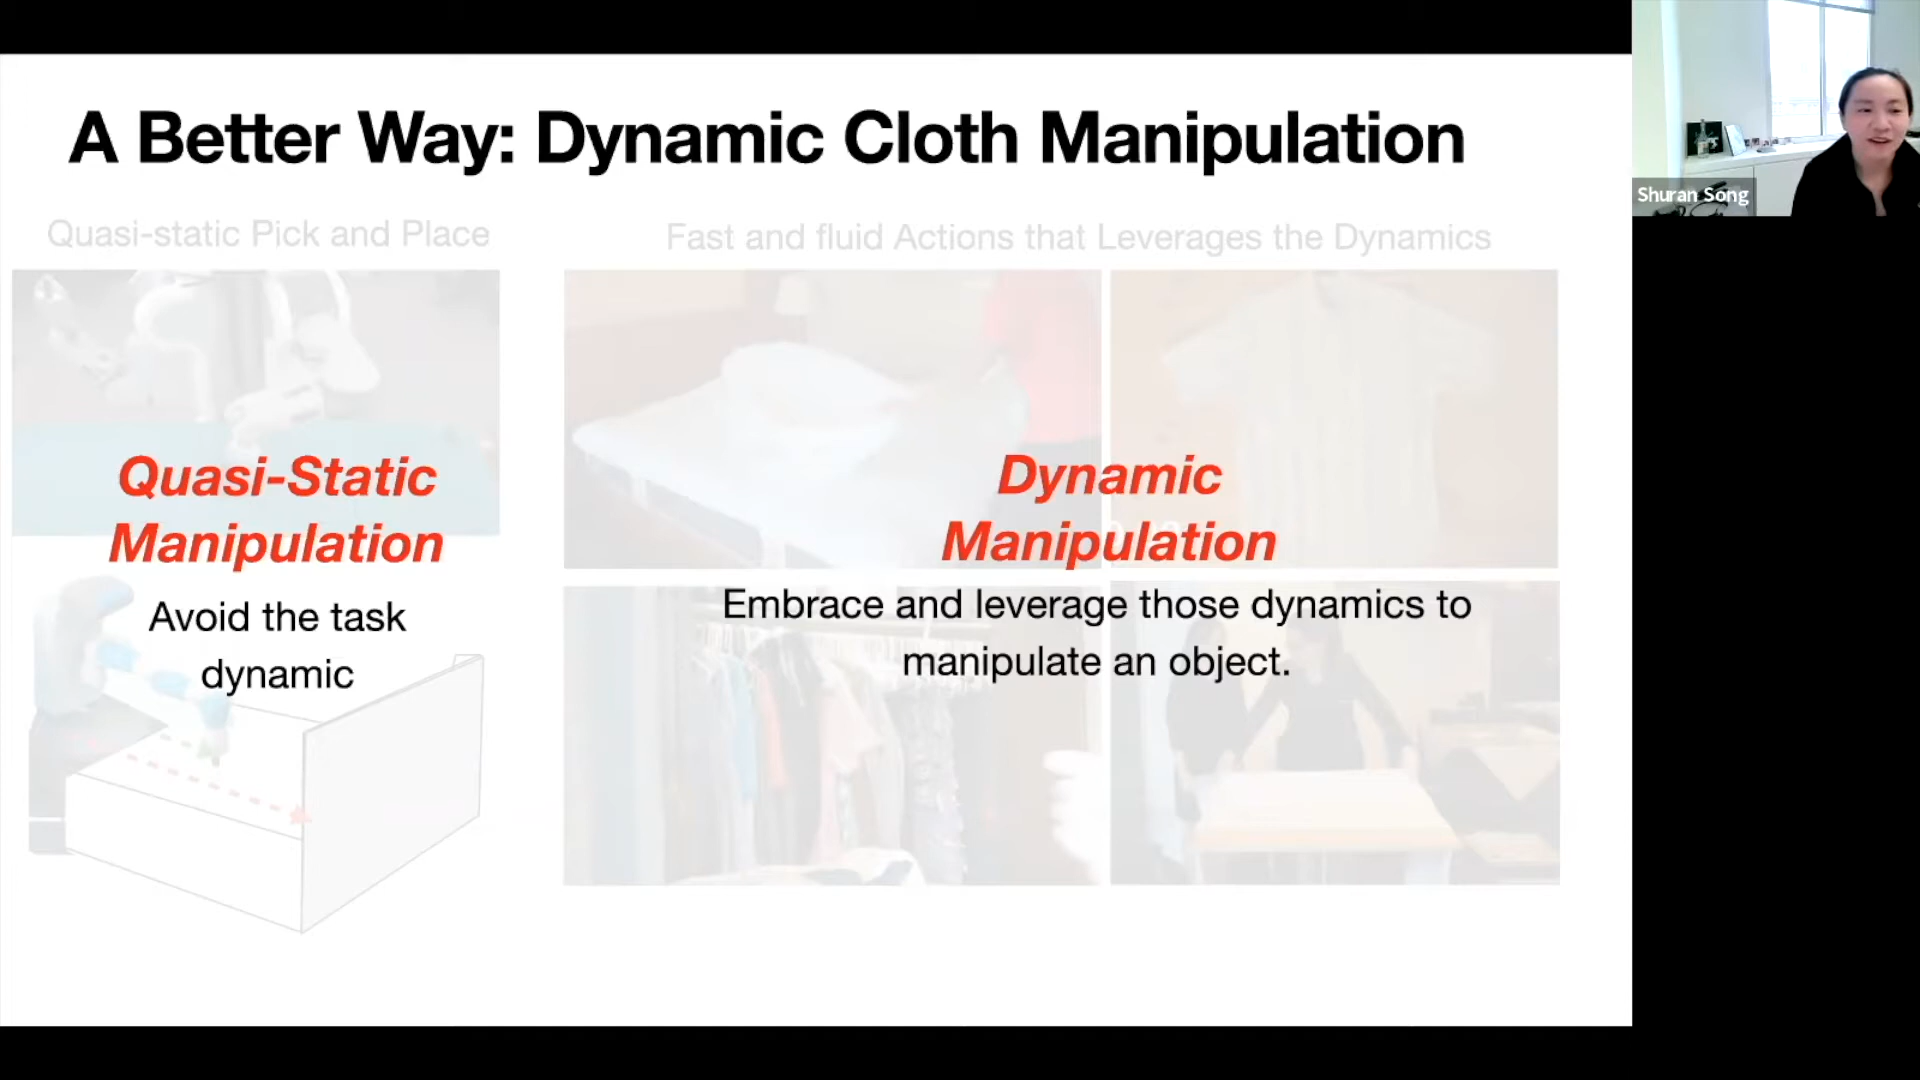 A Better Way: Dynamic Cloth Manipulation
Quasi-static Pick and Place
Fast and fluid Actions that Leverages the Dynamics
Quasi-Static
Manipulation
Avoid the task
dynamic
Dynamic
Manipulation
Embrace and leverage those dynamics to
manipulate an object.
Shuran Song